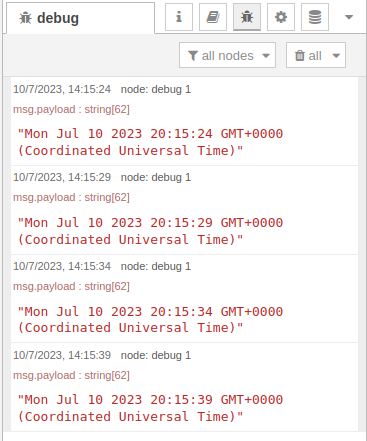 debug
all nodes
all
10/7/2023, 14:15:24 node: debug 1
msg.payload : string[62]
"Mon Jul 10 2023 20:15:24 GMT+0000
(Coordinated Universal Time)"
10/7/2023, 14:15:29 node: debug 1
msg.payload : string[62]
"Mon Jul 10 2023 20:15:29 GMT+0000
(Coordinated Universal Time)"
10/7/2023, 14:15:34 node: debug 1
msg.payload : string[62]
"Mon Jul 10 2023 20:15:34 GMT+0000
(Coordinated Universal Time)"
10/7/2023, 14:15:39 node: debug 1
msg.payload : string[62]
"Mon Jul 10 2023 20:15:39 GMT+0000
(Coordinated Universal Time)"